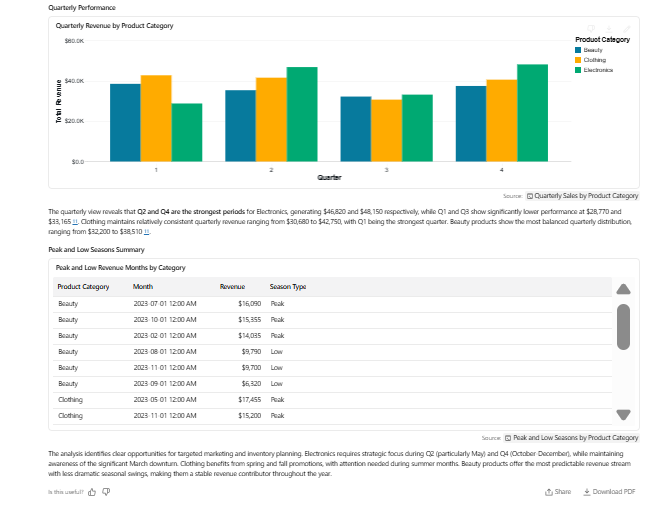 Quarterly Performance
Quarterly Revenue by Product Category
Product Category
Beauty
Clothing
Electronics
Total Revenue
$60.0K
$40.0K
$20.0K
$0.0
1 2 3 4
Quarter
Source: Quarterly Sales by Product Category
The quarterly view reveals that Q2 and Q4 are the strongest periods for Electronics, generating $46,820 and $48,150 respectively, while Q1 and Q3 show significantly lower performance at $28,770 and
$33,165 11. Clothing maintains relatively consistent quarterly revenue ranging from $30,680 to $42,750, with Q1 being the strongest quarter. Beauty products show the most balanced quarterly distribution,
ranging from $32,200 to $38,510 11.
Peak and Low Seasons Summary
Peak and Low Revenue Months by Category
Product Category Month Revenue Season Type
Beauty 2023-07-01 12:00 AM $16,090 Peak
Beauty 2023-10-01 12:00 AM $15,355 Peak
Beauty 2023-02-01 12:00 AM $14,035 Peak
Beauty 2023-08-01 12:00 AM $9,790 Low
Beauty 2023-11-01 12:00 AM $9,700 Low
Beauty 2023-09-01 12:00 AM $6,320 Low
Clothing 2023-05-01 12:00 AM $17,455 Peak
Clothing 2023-11-01 12:00 AM $15,200 Peak
Source: Peak and Low Seasons by Product Category
The analysis identifies clear opportunities for targeted marketing and inventory planning. Electronics requires strategic focus during Q2 (particularly May) and Q4 (October-December), while maintaining
awareness of the significant March downturn. Clothing benefits from spring and fall promotions, with attention needed during summer months. Beauty products offer the most predictable revenue stream
with less dramatic seasonal swings, making them a stable revenue contributor throughout the year.
Is this useful? Share Download PDF